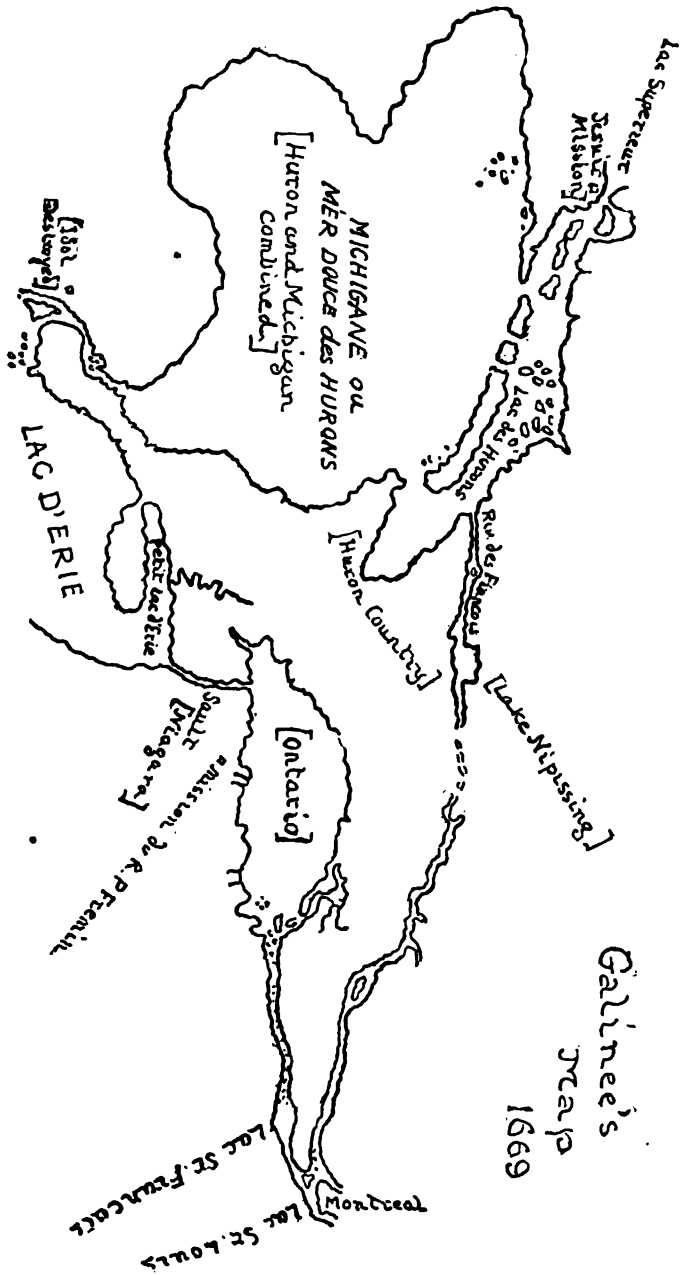 Galinee's
Map
1669
Lac Superieur
Jesuit
Mission]
MICHIGANE ou
MER DOUCE des HURONS
[Huron and Michigan
combined]
Lac des Hurons
Riv des Fiancois
[Lake Nipissing]
[Huron Country]
LAC D'ERIE
Petit Lac d'Erie
[Ontario]
Sault
[Niagara]
"mission du R.P Fremin
Lac St. Francais
Lac St. Louis
Montreal